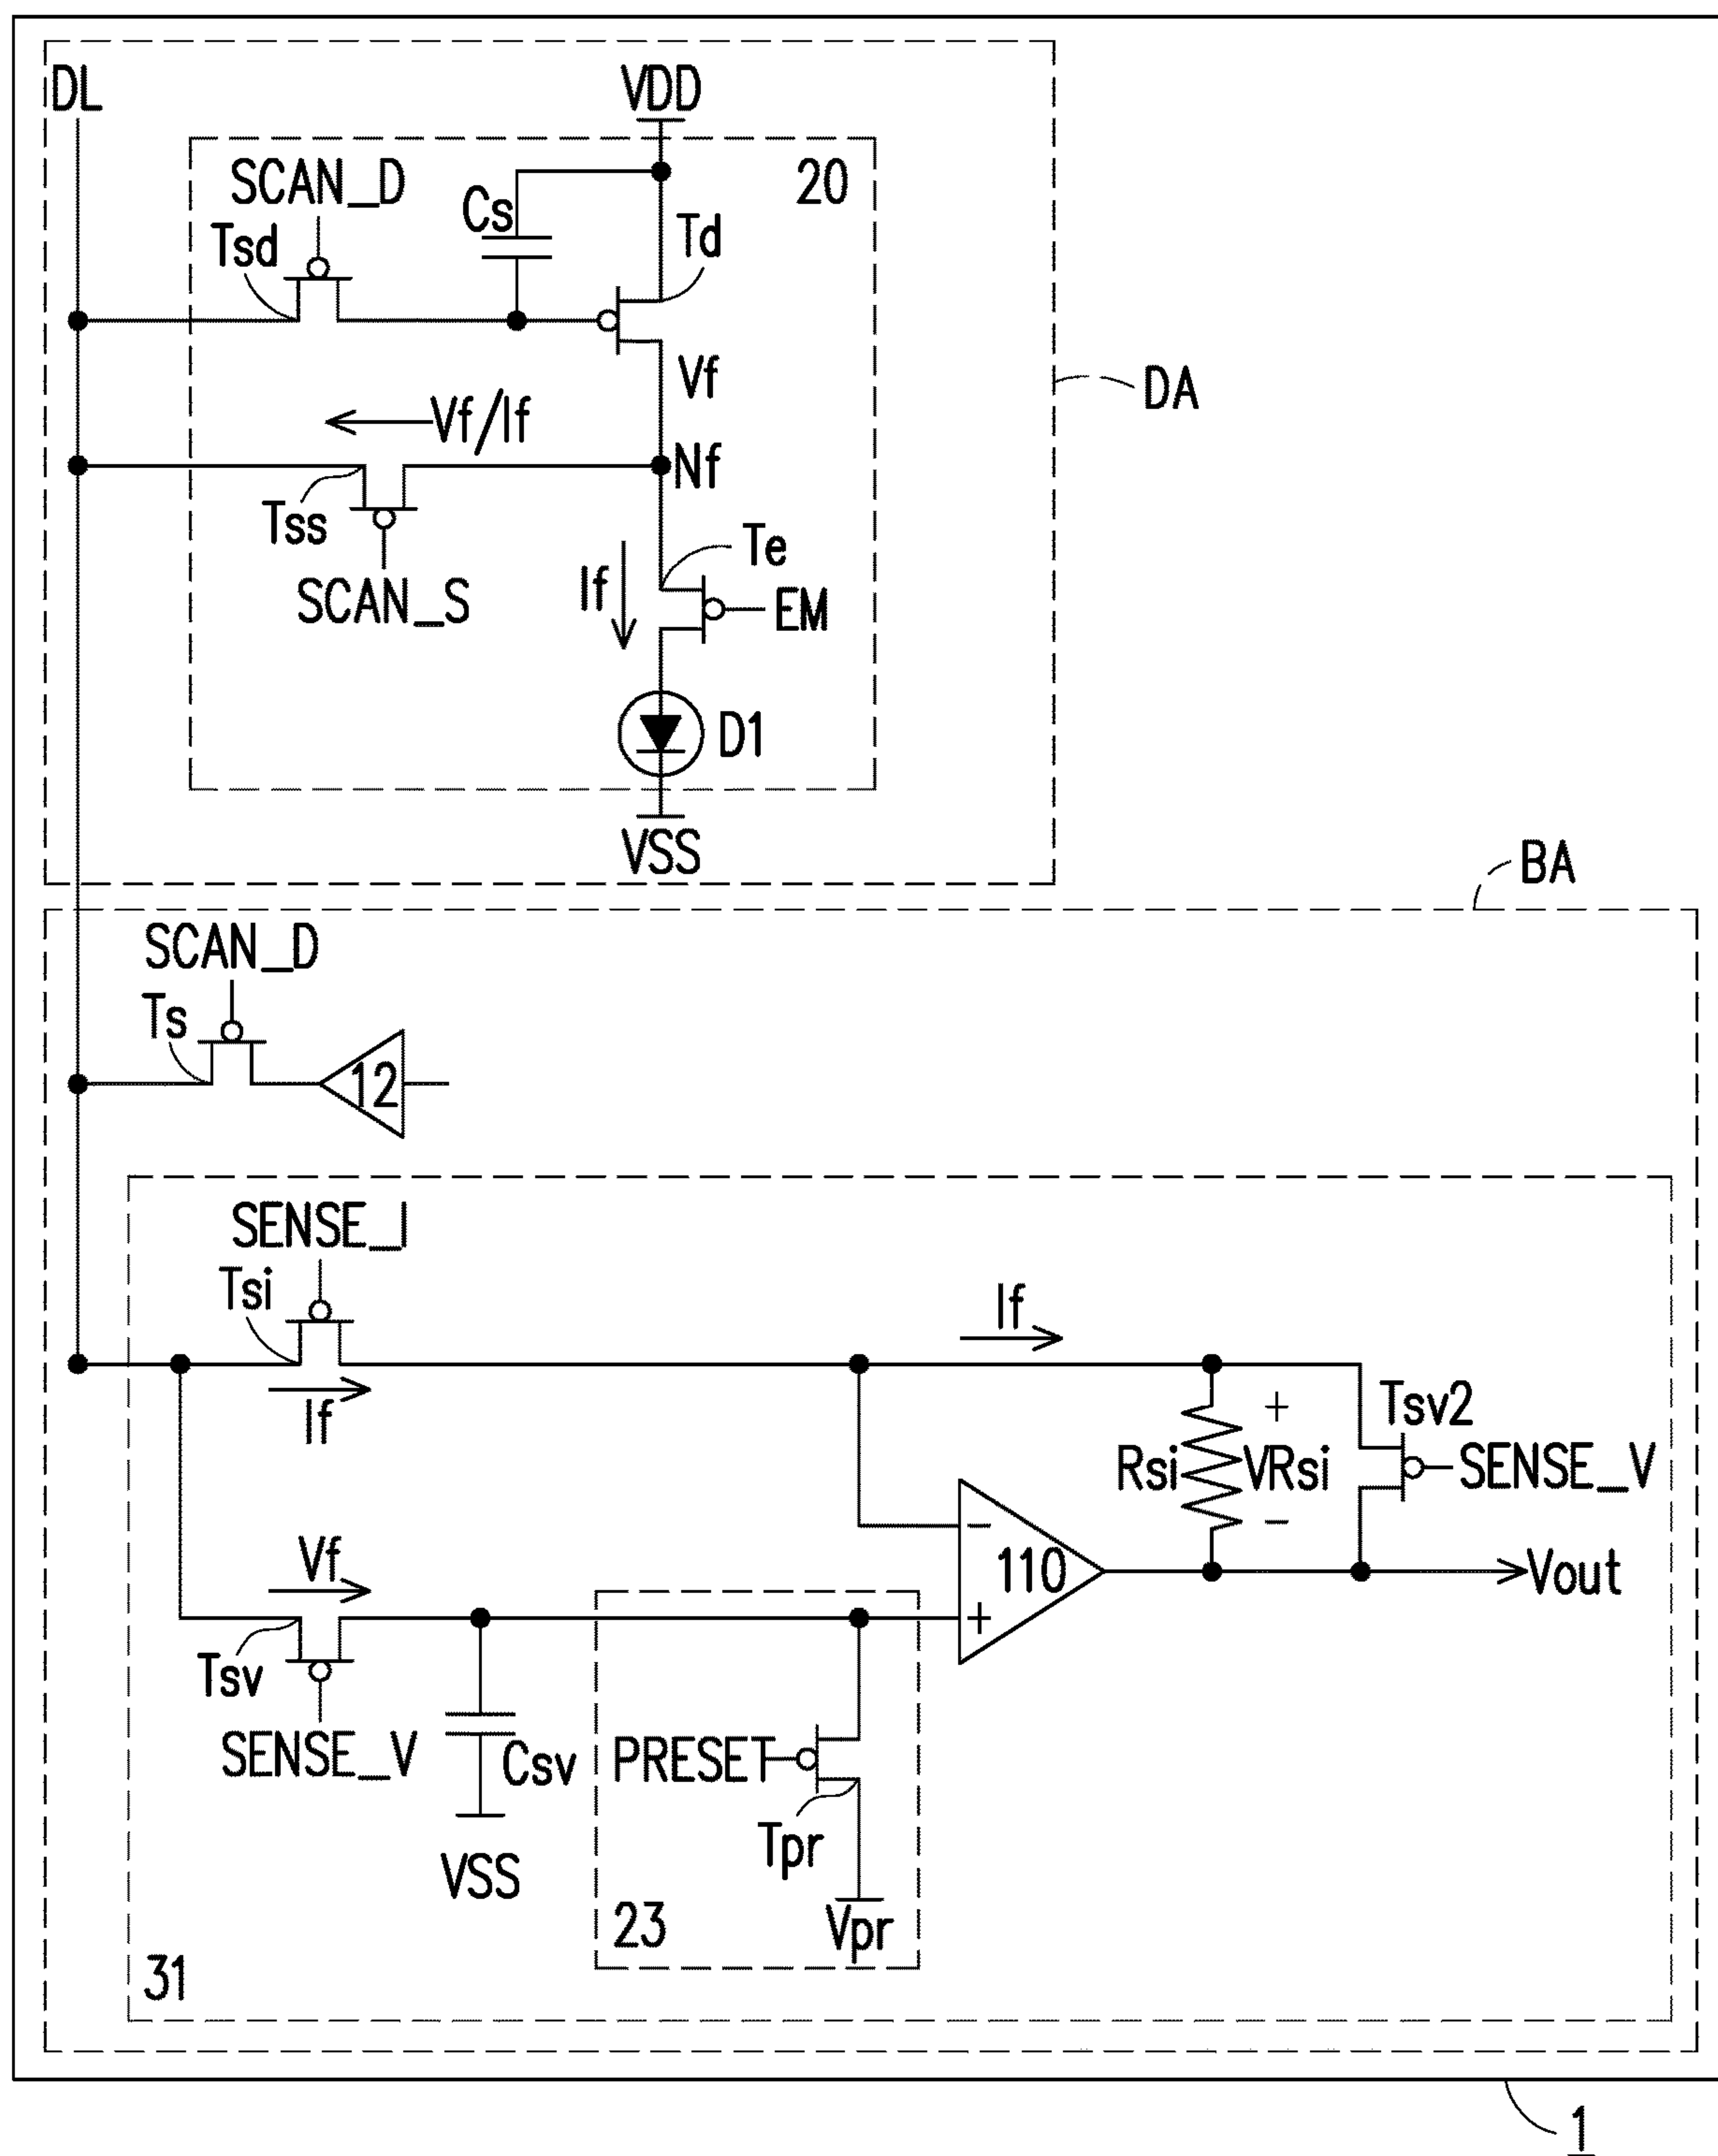 DL
VDD
SCAN_D
20
Cs
Tsd
Td
Vf
DA
Vf/If
Nf
Tss
Te
If
SCAN_S
EM
D1
VSS
BA
SCAN_D
Ts
12
SENSE_I
Tsi
If
If
Tsv2
Rsi
+
VRsi
−
SENSE_V
−
110
+
Vout
Vf
Tsv
SENSE_V
Csv
VSS
PRESET
Tpr
Vpr
23
31
1